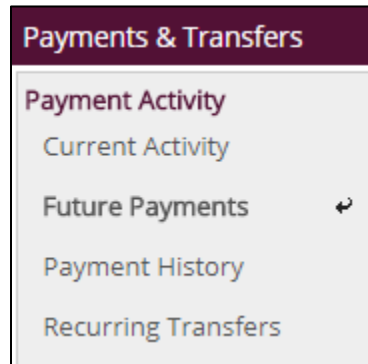 Payments & Transfers
Payment Activity
Current Activity
Future Payments
Payment History
Recurring Transfers